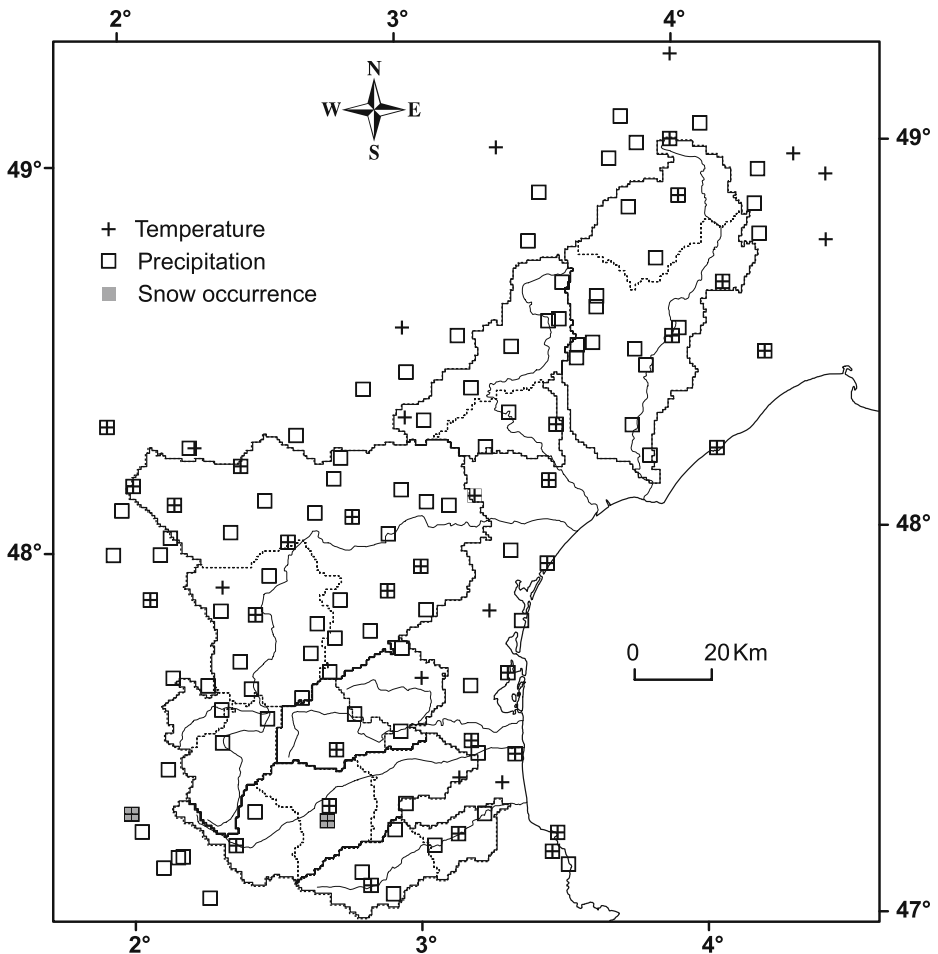 2° 3° 4°
N
W E
S
49° 49°
Temperature
Precipitation
Snow occurrence
48° 48°
0 20 Km
47°
2° 3° 4°